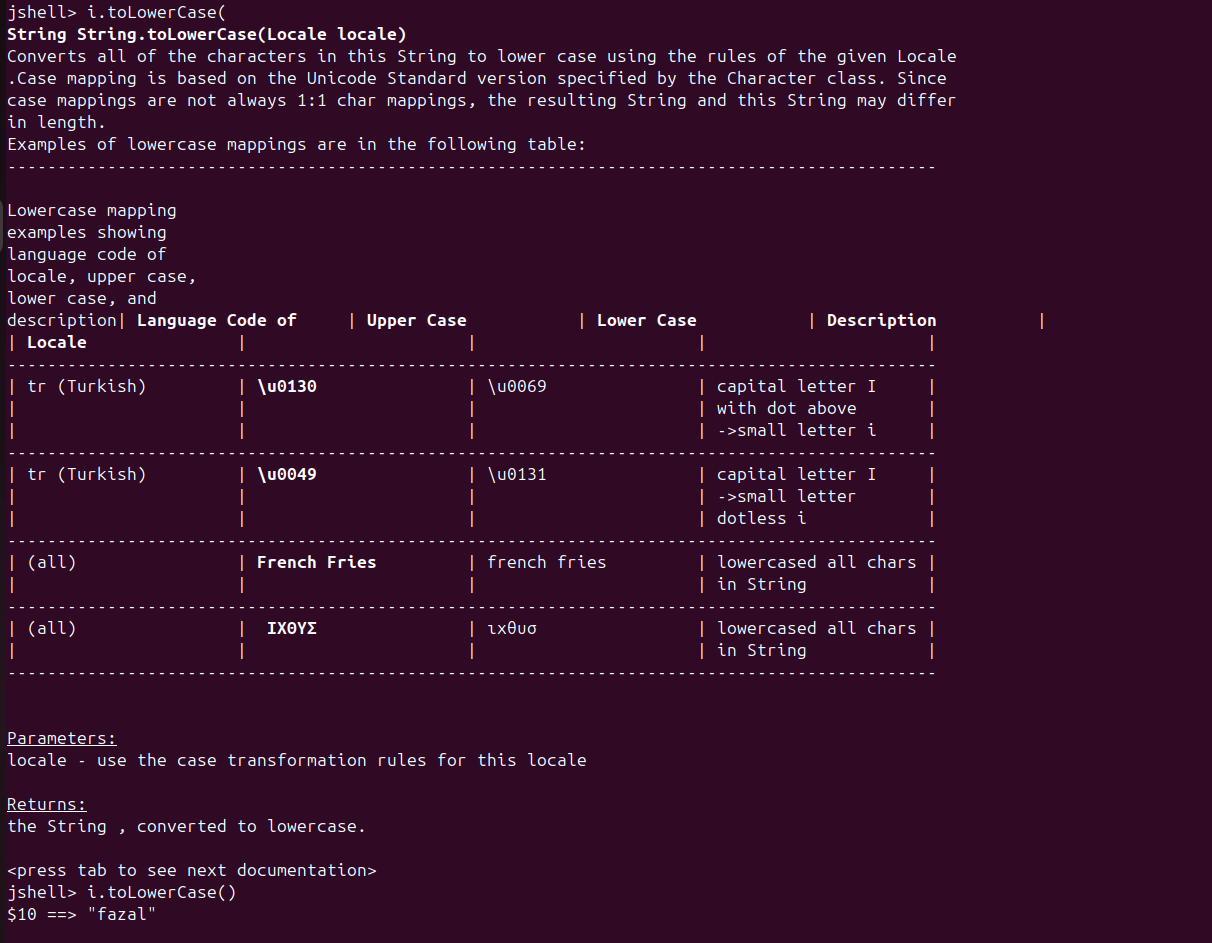 jshell> i.toLowerCase(
String String.toLowerCase(Locale locale)
Converts all of the characters in this String to lower case using the rules of the given Locale
.Case mapping is based on the Unicode Standard version specified by the Character class. Since
case mappings are not always 1:1 char mappings, the resulting String and this String may differ
in length.
Examples of lowercase mappings are in the following table:
---------------------------------------------------------------------------------------------
Lowercase mapping
examples showing
language code of
locale, upper case,
lower case, and
description| Language Code of     | Upper Case           | Lower Case           | Description          |
| Locale               |                      |                      |                      |
---------------------------------------------------------------------------------------------
| tr (Turkish)         | \u0130               | \u0069               | capital letter I     |
|                      |                      |                      | with dot above       |
|                      |                      |                      | ->small letter i     |
---------------------------------------------------------------------------------------------
| tr (Turkish)         | \u0049               | \u0131               | capital letter I     |
|                      |                      |                      | ->small letter       |
|                      |                      |                      | dotless i            |
---------------------------------------------------------------------------------------------
| (all)                | French Fries         | french fries         | lowercased all chars |
|                      |                      |                      | in String            |
---------------------------------------------------------------------------------------------
| (all)                |  ΙΧΘΥΣ               | ιχθυσ                | lowercased all chars |
|                      |                      |                      | in String            |
---------------------------------------------------------------------------------------------
Parameters:
locale - use the case transformation rules for this locale
Returns:
the String , converted to lowercase.
<press tab to see next documentation>
jshell> i.toLowerCase()
$10 ==> "fazal"